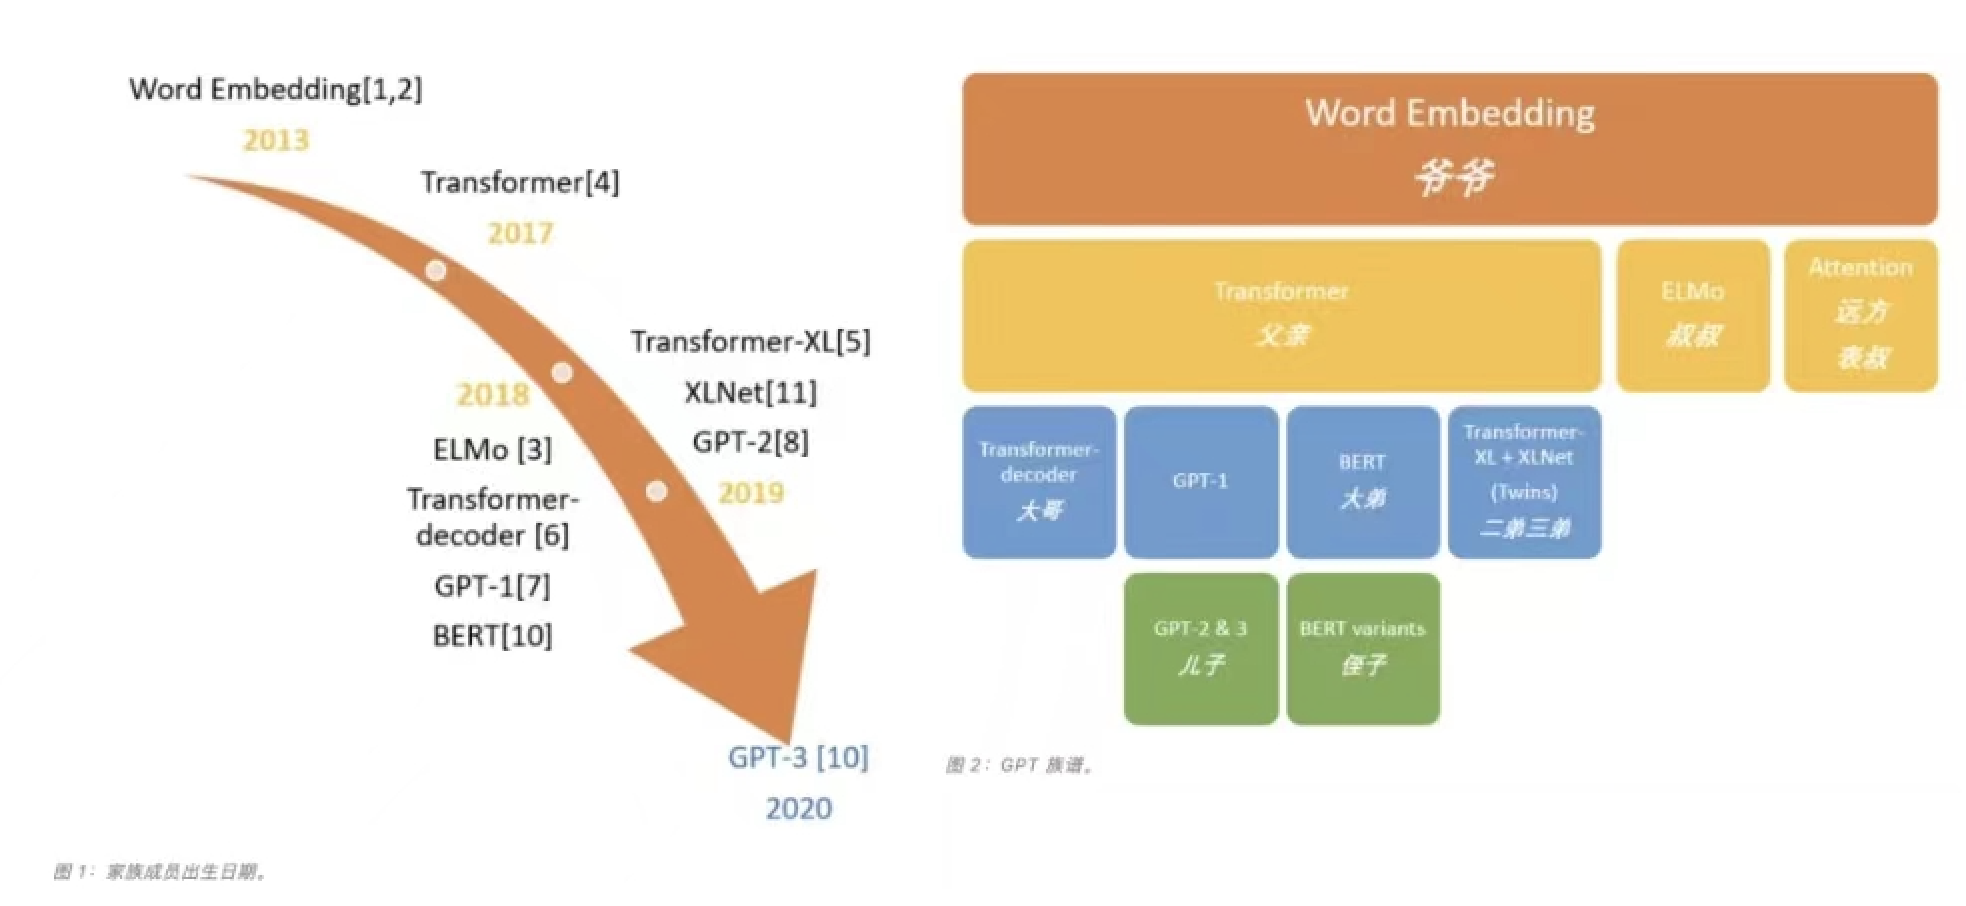 Word Embedding[1,2]
2013
Transformer[4]
2017
Transformer-XL[5]
XLNet[11]
GPT-2[8]
2019
2018
ELMo [3]
Transformer-
decoder [6]
GPT-1[7]
BERT[10]
GPT-3 [10]
2020
图 1：家族成员出生日期。
Word Embedding
爷爷
Transformer
父亲
ELMo
叔叔
Attention
远方
表叔
Transformer-
decoder
大哥
GPT-1
BERT
大弟
Transformer-
XL + XLNet
(Twins)
二弟三弟
GPT-2 & 3
儿子
BERT variants
侄子
图 2：GPT 族谱。